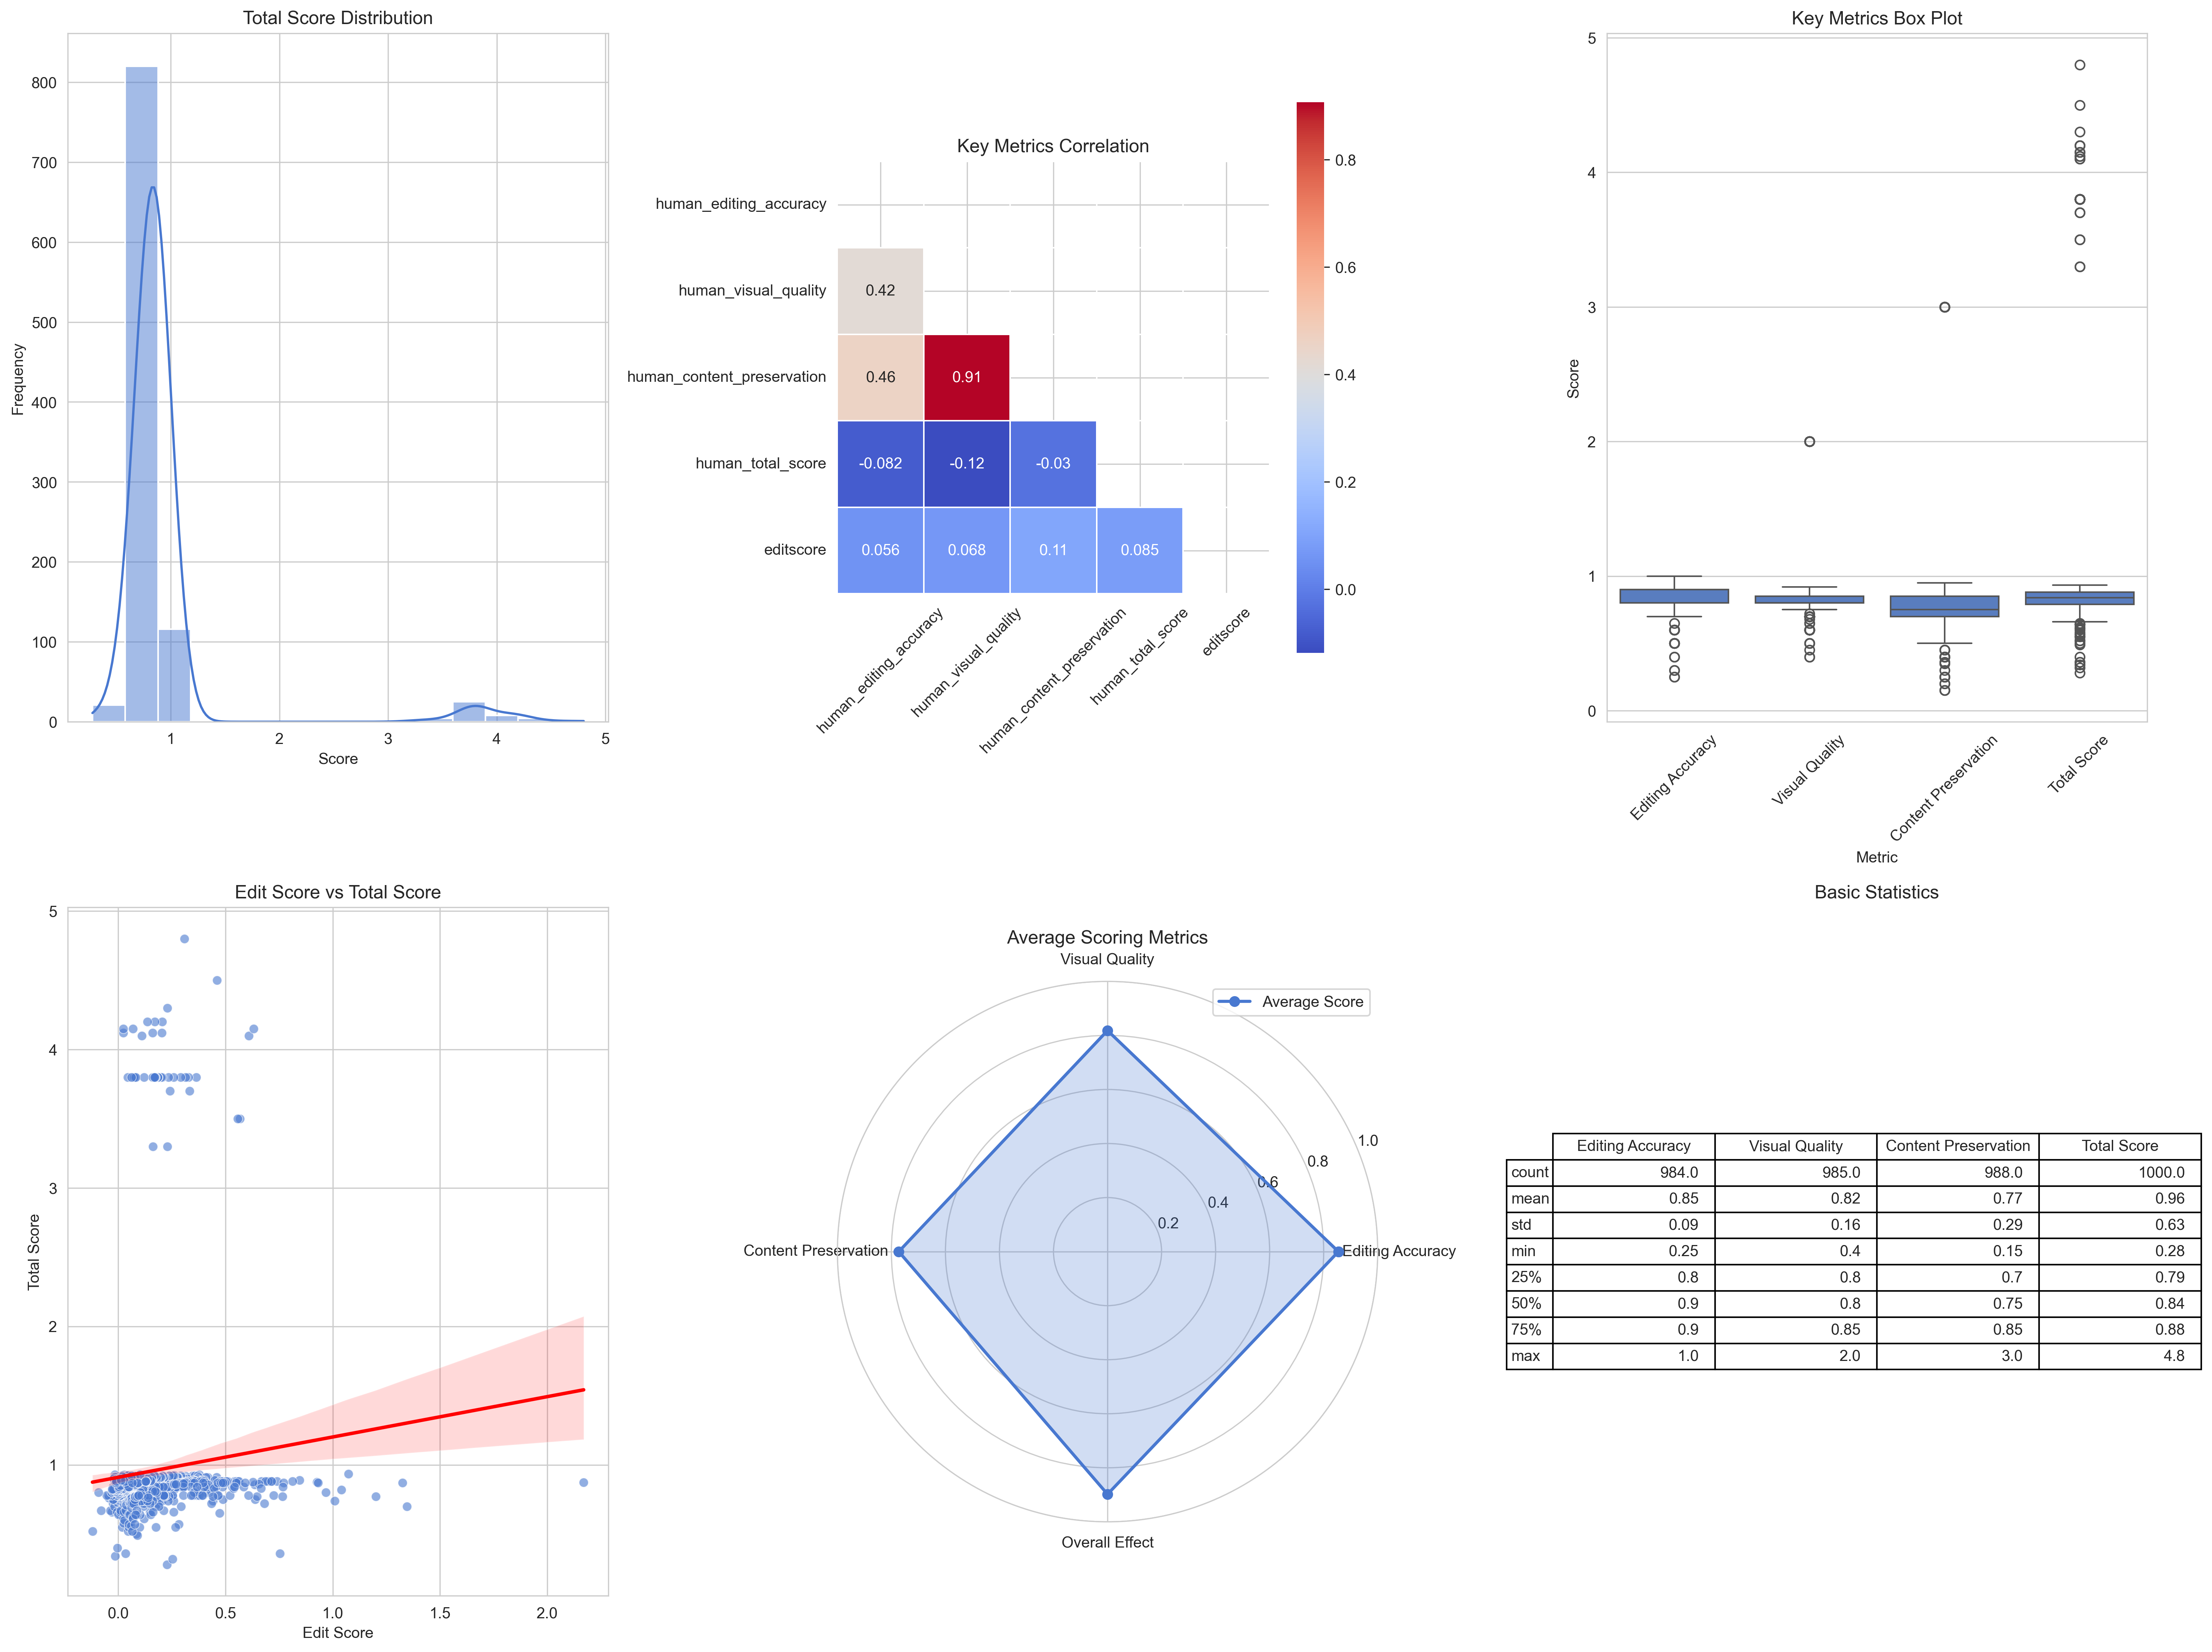 Total Score Distribution
Frequency
800
700
600
500
400
300
200
100
0
1
2
3
4
5
Score
Key Metrics Correlation
human_editing_accuracy
human_visual_quality
human_content_preservation
human_total_score
editscore
0.42
0.46 0.91
-0.082 -0.12 -0.03
0.056 0.068 0.11 0.085
human_editing_accuracy
human_visual_quality
human_content_preservation
human_total_score
editscore
0.8
0.6
0.4
0.2
0.0
Key Metrics Box Plot
Score
5
4
3
2
1
0
Editing Accuracy
Visual Quality
Content Preservation
Total Score
Metric
Edit Score vs Total Score
Total Score
5
4
3
2
1
0.0
0.5
1.0
1.5
2.0
Edit Score
Average Scoring Metrics
Visual Quality
Average Score
1.0
0.8
0.6
0.4
0.2
Content Preservation
Editing Accuracy
Overall Effect
Basic Statistics
Editing Accuracy Visual Quality Content Preservation Total Score
count 984.0 985.0 988.0 1000.0
mean 0.85 0.82 0.77 0.96
std 0.09 0.16 0.29 0.63
min 0.25 0.4 0.15 0.28
25% 0.8 0.8 0.7 0.79
50% 0.9 0.8 0.75 0.84
75% 0.9 0.85 0.85 0.88
max 1.0 2.0 3.0 4.8